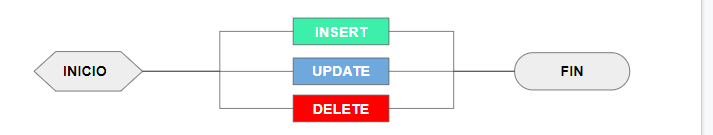 INSERT
INICIO
UPDATE
FIN
DELETE